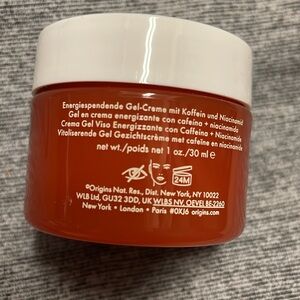 Energiespendende Gel-Creme mit Koffein und Niacinamid
Gel en crema energizante con cafeína + niacinamida
Crema Gel Viso Energizzante con Caffeina + Niacinamide
Vitaliserende Gel Gezichtscrème met cafeïne en niacinamide
net wt./poids net 1 oz./30 ml ℮
24M
©Origins Nat. Res., Dist. New York, NY 10022
WLB Ltd, GU32 3DD, UK WLBS NV, OEVEL BE-2260
New York • London • Paris #0XJ6 origins.com